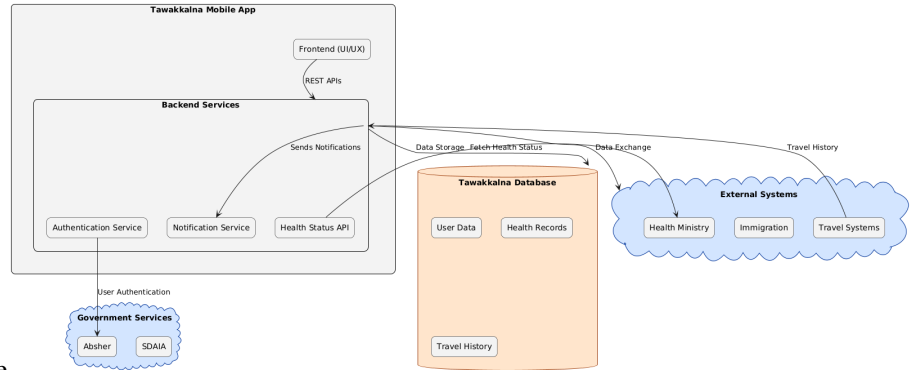 Tawakkalna Mobile App
Frontend (UI/UX)
REST APIs
Backend Services
Sends Notifications
Data Storage
Fetch Health Status
Data Exchange
Travel History
Tawakkalna Database
External Systems
Authentication Service
Notification Service
Health Status API
User Data
Health Records
Health Ministry
Immigration
Travel Systems
User Authentication
Government Services
Absher
SDAIA
Travel History